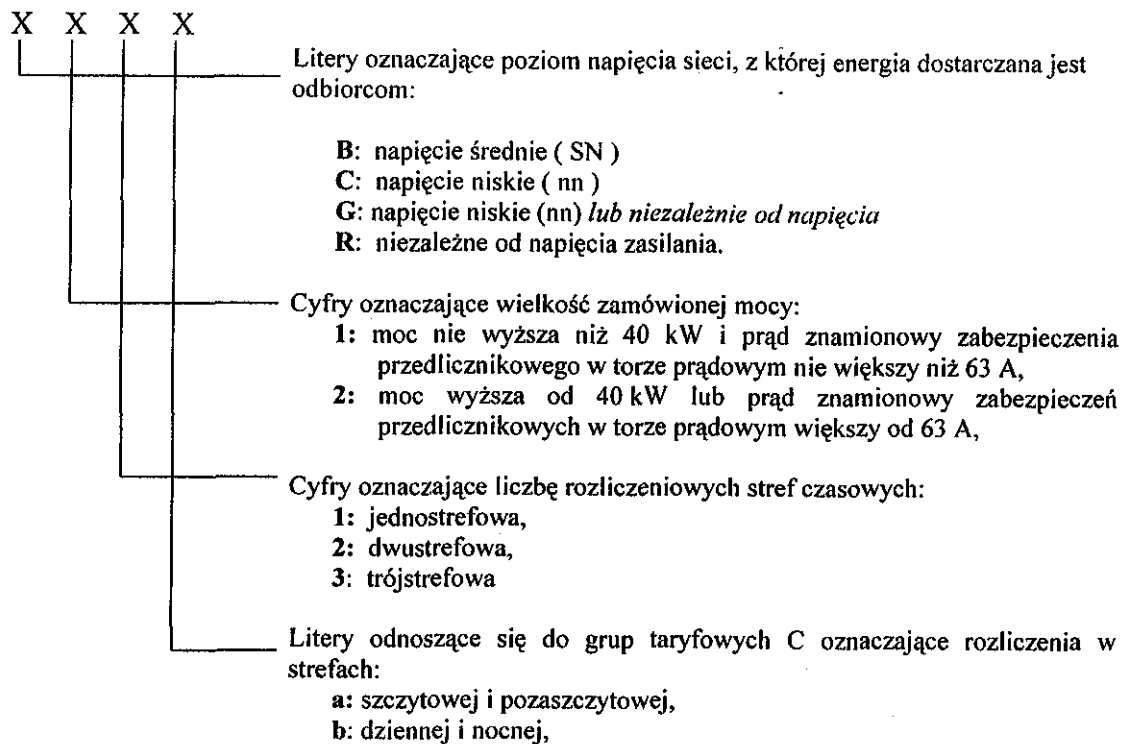 X X X X
Litery oznaczające poziom napięcia sieci, z której energia dostarczana jest
odbiorcom:
B: napięcie średnie ( SN )
C: napięcie niskie ( nn )
G: napięcie niskie (nn) lub niezależnie od napięcia
R: niezależne od napięcia zasilania.
Cyfry oznaczające wielkość zamówionej mocy:
1: moc nie wyższa niż 40 kW i prąd znamionowy zabezpieczenia
przedlicznikowego w torze prądowym nie większy niż 63 A,
2: moc wyższa od 40 kW lub prąd znamionowy zabezpieczeń
przedlicznikowych w torze prądowym większy od 63 A,
Cyfry oznaczające liczbę rozliczeniowych stref czasowych:
1: jednostrefowa,
2: dwustrefowa,
3: trójstrefowa
Litery odnoszące się do grup taryfowych C oznaczające rozliczenia w
strefach:
a: szczytowej i pozaszczytowej,
b: dziennej i nocnej,